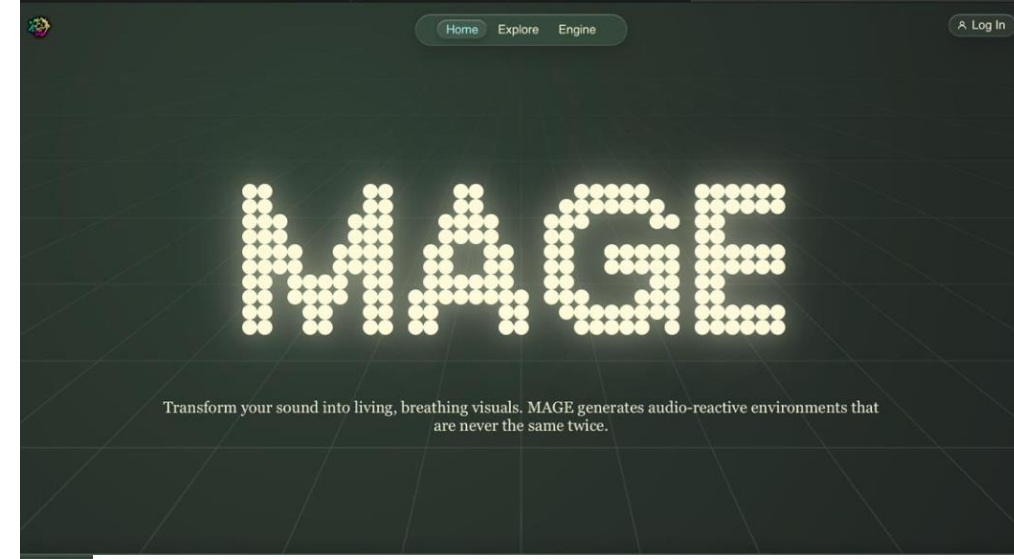 Home Explore Engine
Log In
MAGE
Transform your sound into living, breathing visuals. MAGE generates audio-reactive environments that
are never the same twice.